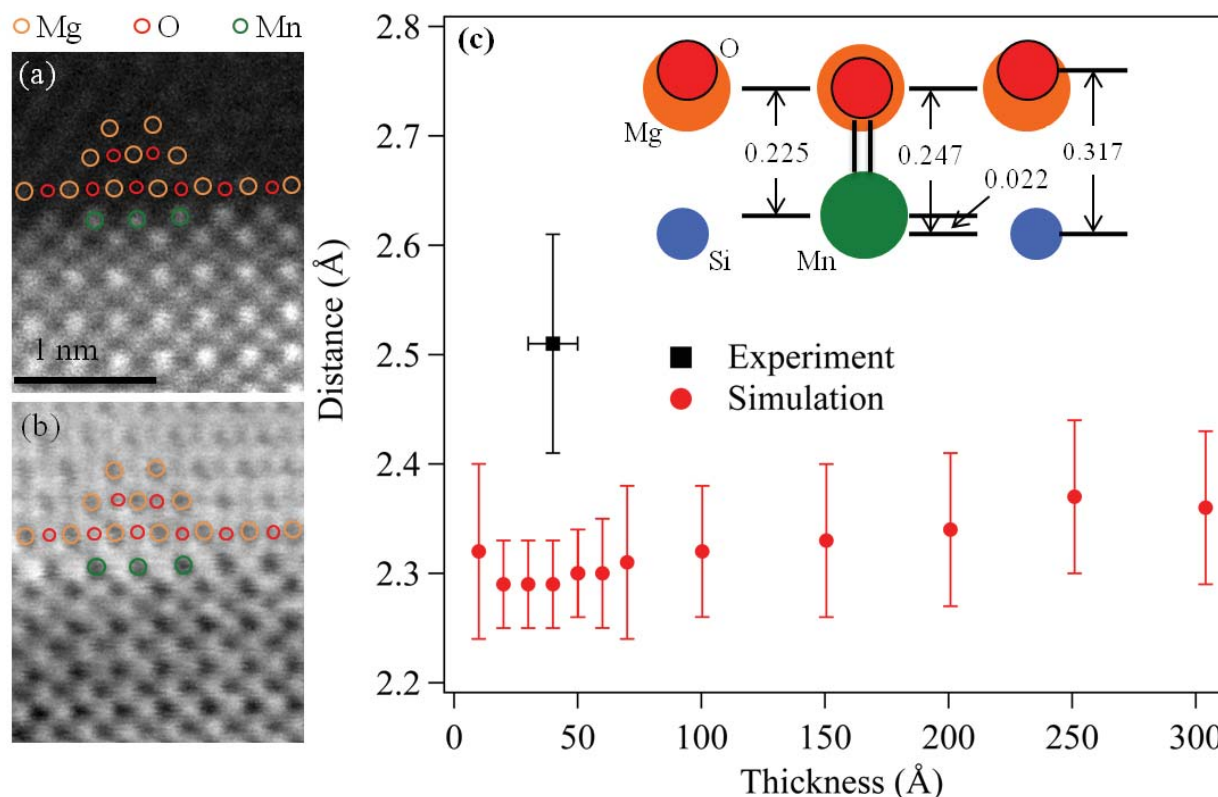 Mg O Mn
(a)
1 nm
(b)
(c)
O
Mg
0.225
0.247
0.317
0.022
Si
Mn
Experiment
Simulation
Distance (Å)
2.8
2.7
2.6
2.5
2.4
2.3
2.2
0 50 100 150 200 250 300
Thickness (Å)